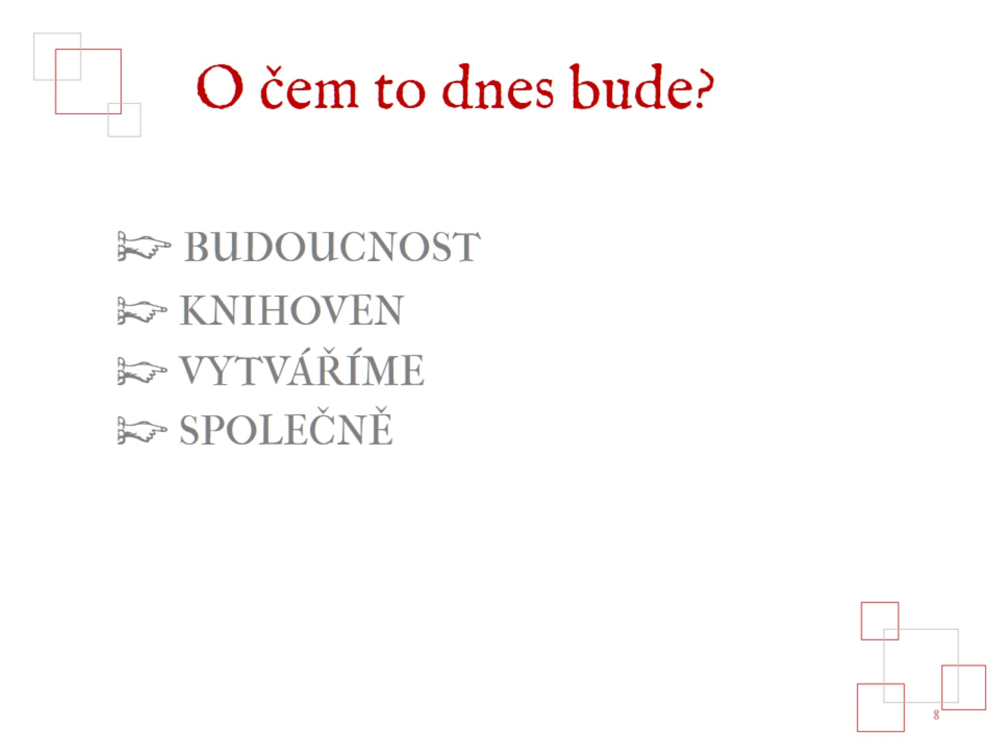 O čem to dnes bude?
☞ BUDOUCNOST
☞ KNIHOVEN
☞ VYTVÁŘÍME
☞ SPOLEČNĚ
8